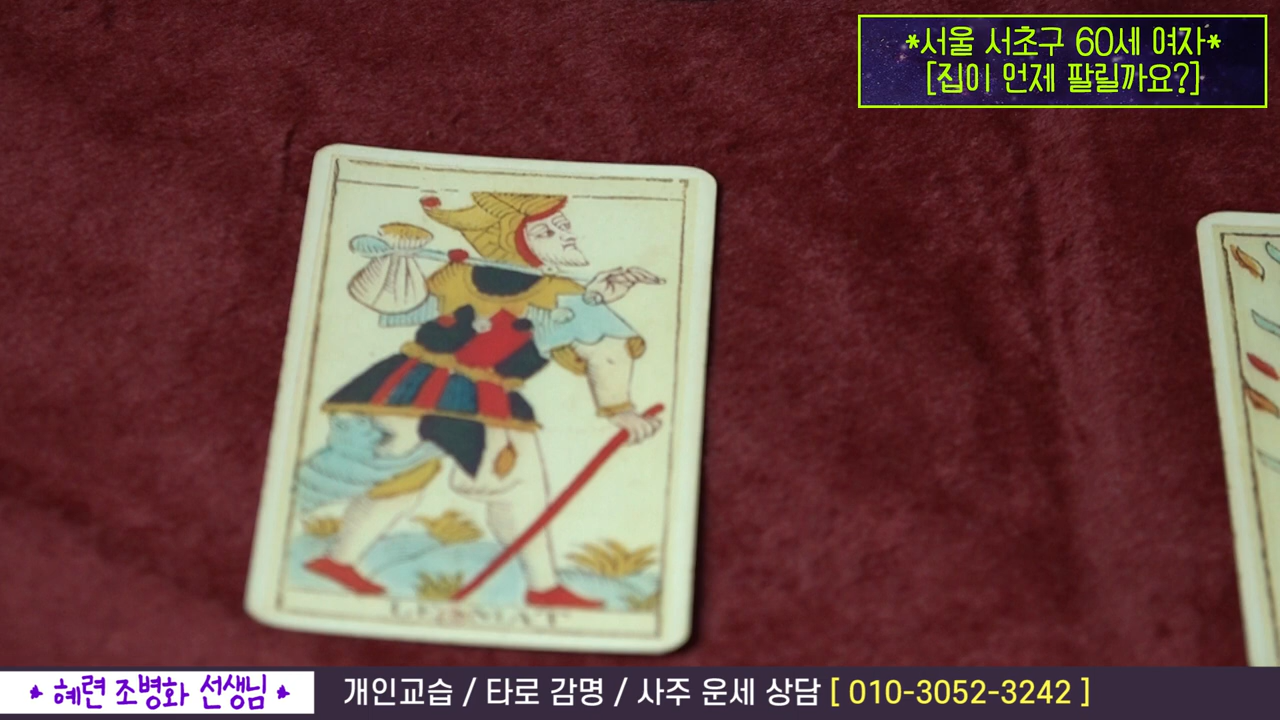 *서울 서초구 60세 여자*
[집이 언제 팔릴까요?]
LE MAT
* 혜련 조병화 선생님 *
개인교습 / 타로 감명 / 사주 운세 상담 [ 010-3052-3242 ]